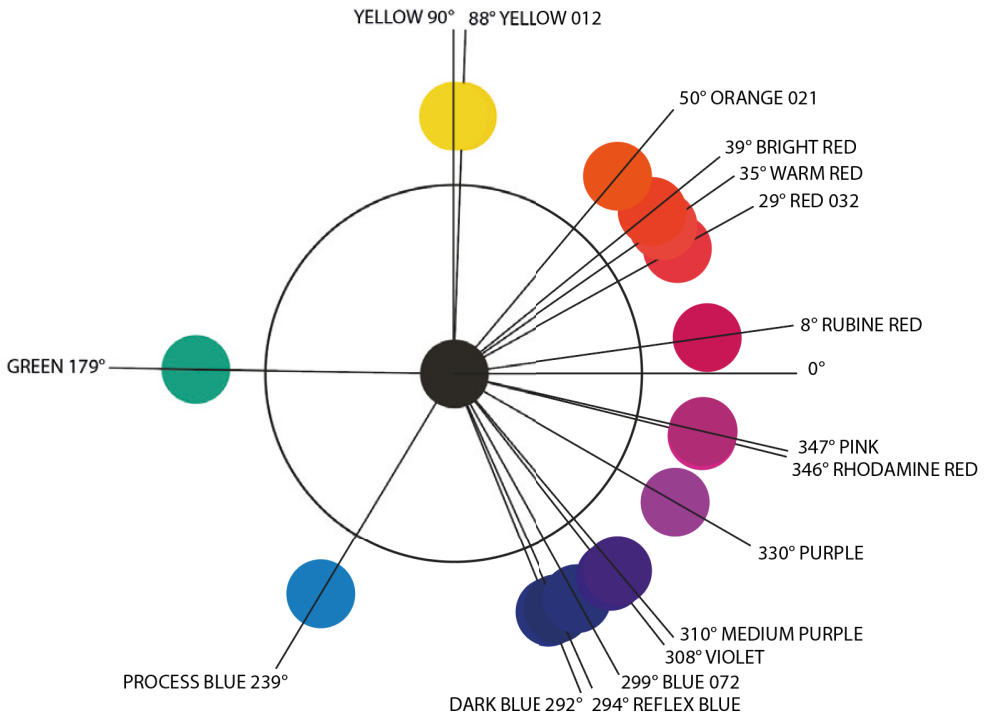 YELLOW 90°
88° YELLOW 012
50° ORANGE 021
39° BRIGHT RED
35° WARM RED
29° RED 032
8° RUBINE RED
GREEN 179°
0°
347° PINK
346° RHODAMINE RED
330° PURPLE
310° MEDIUM PURPLE
308° VIOLET
PROCESS BLUE 239°
299° BLUE 072
DARK BLUE 292°
294° REFLEX BLUE